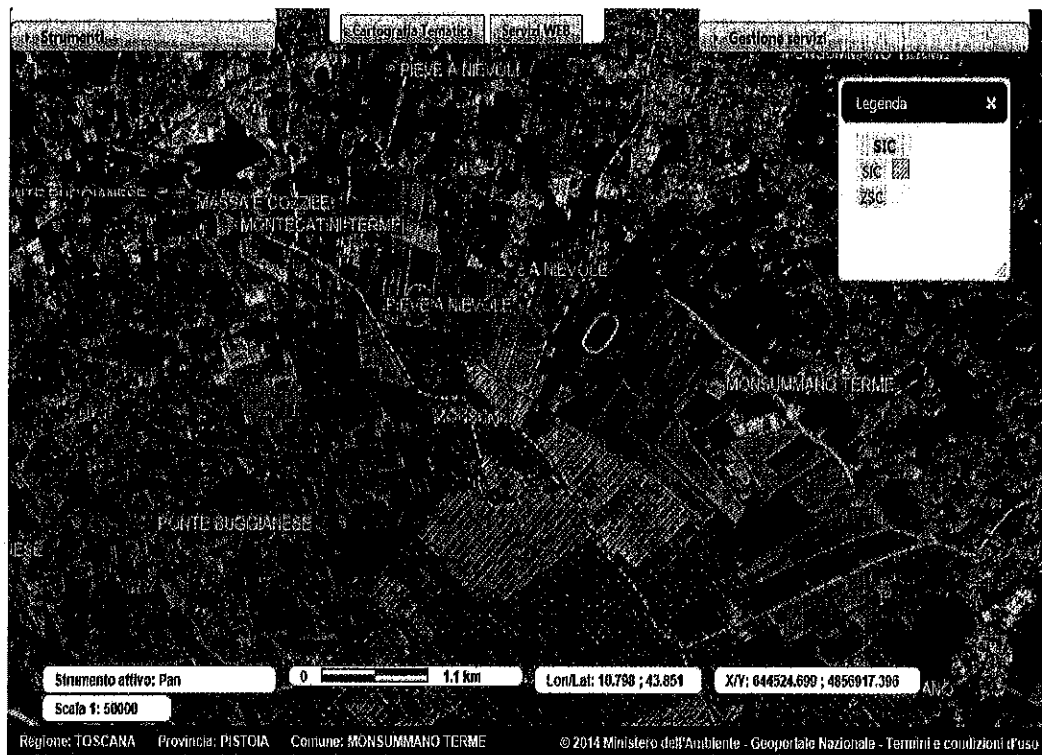 Strumenti
Cartografia Tematica
Servizi WEB
Gestione servizi
PIEVE A NIEVOLE
Legenda X
SIC
SIC
ZSC
MASSA E COZZILE
MONTECATINI TERME
A NIEVOLE
PIEVE A NIEVOLE
MONSUMMANO TERME
PONTE BUGGIANESE
Strumento attivo: Pan
0 1.1 km
Lon/Lat: 10.798 ; 43.851
X/Y: 644524.699 ; 4856917.396
Scala 1: 50000
Regione: TOSCANA Provincia: PISTOIA Comune: MONSUMMANO TERME
© 2014 Ministero dell'Ambiente - Geoportale Nazionale - Termini e condizioni d'uso